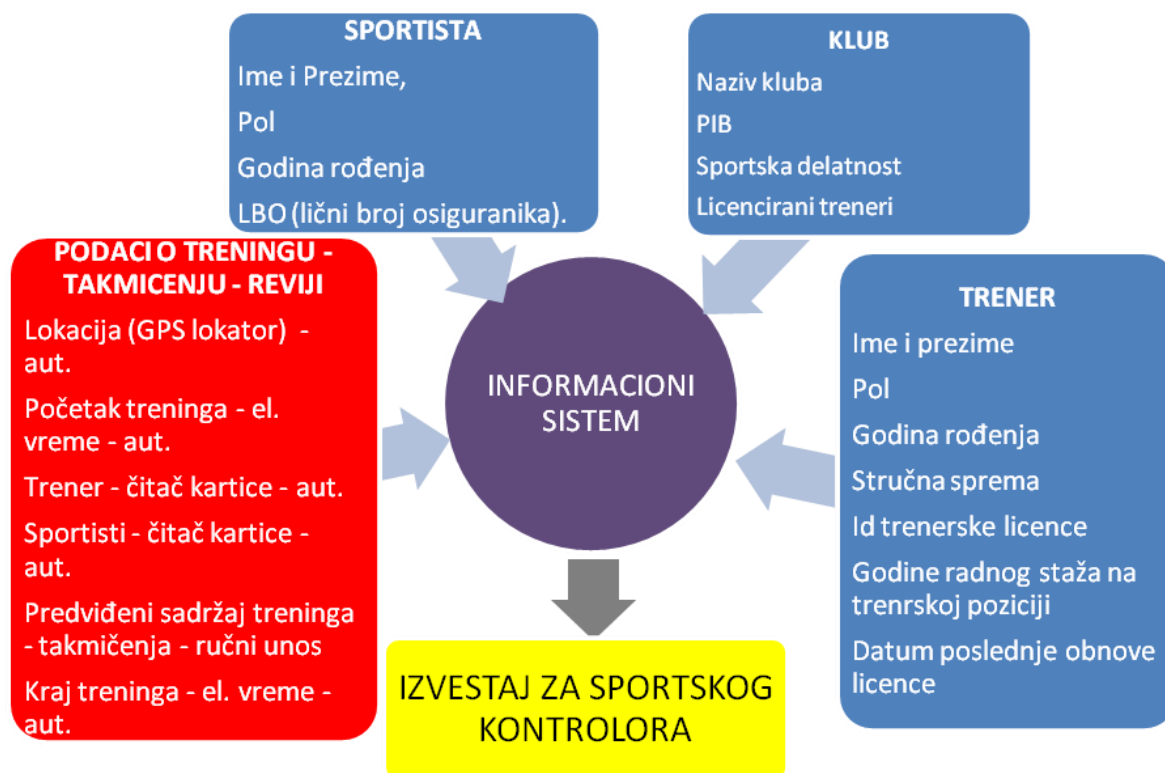 SPORTISTA
Ime i Prezime,
Pol
Godina rođenja
LBO (lični broj osiguranika).
KLUB
Naziv kluba
PIB
Sportska delatnost
Licencirani treneri
PODACI O TRENINGU -
TAKMICENJU - REVIJI
Lokacija (GPS lokator) -
aut.
Početak treninga - el.
vreme - aut.
Trener - čitač kartice - aut.
Sportisti - čitač kartice -
aut.
Predviđeni sadržaj treninga
- takmičenja - ručni unos
Kraj treninga - el. vreme -
aut.
INFORMACIONI
SISTEM
TRENER
Ime i prezime
Pol
Godina rođenja
Stručna sprema
Id trenerske licence
Godine radnog staža na
trenrskoj poziciji
Datum poslednje obnove
licence
IZVESTAJ ZA SPORTSKOG
KONTROLORA